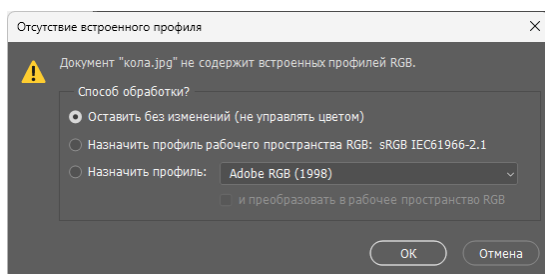 Отсутствие встроенного профиля
Документ "кола.jpg" не содержит встроенных профилей RGB.
Способ обработки?
Оставить без изменений (не управлять цветом)
Назначить профиль рабочего пространства RGB: sRGB IEC61966-2.1
Назначить профиль: Adobe RGB (1998)
и преобразовать в рабочее пространство RGB
ОК Отмена